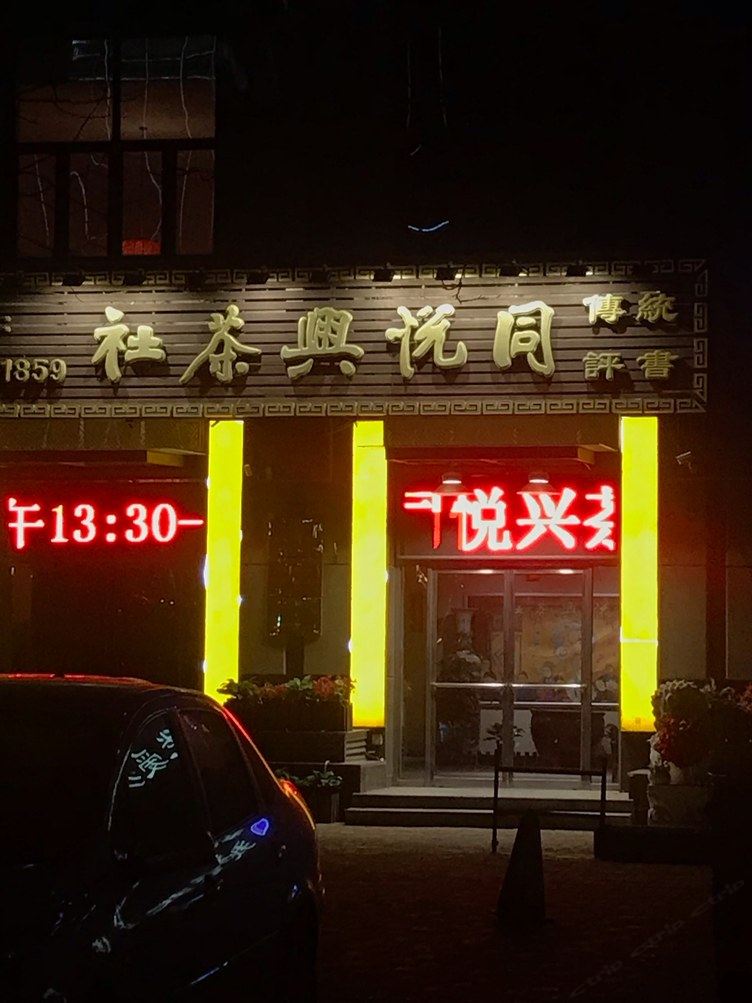 傳統
評書
同悦興茶社
1859
午13:30-
悦兴